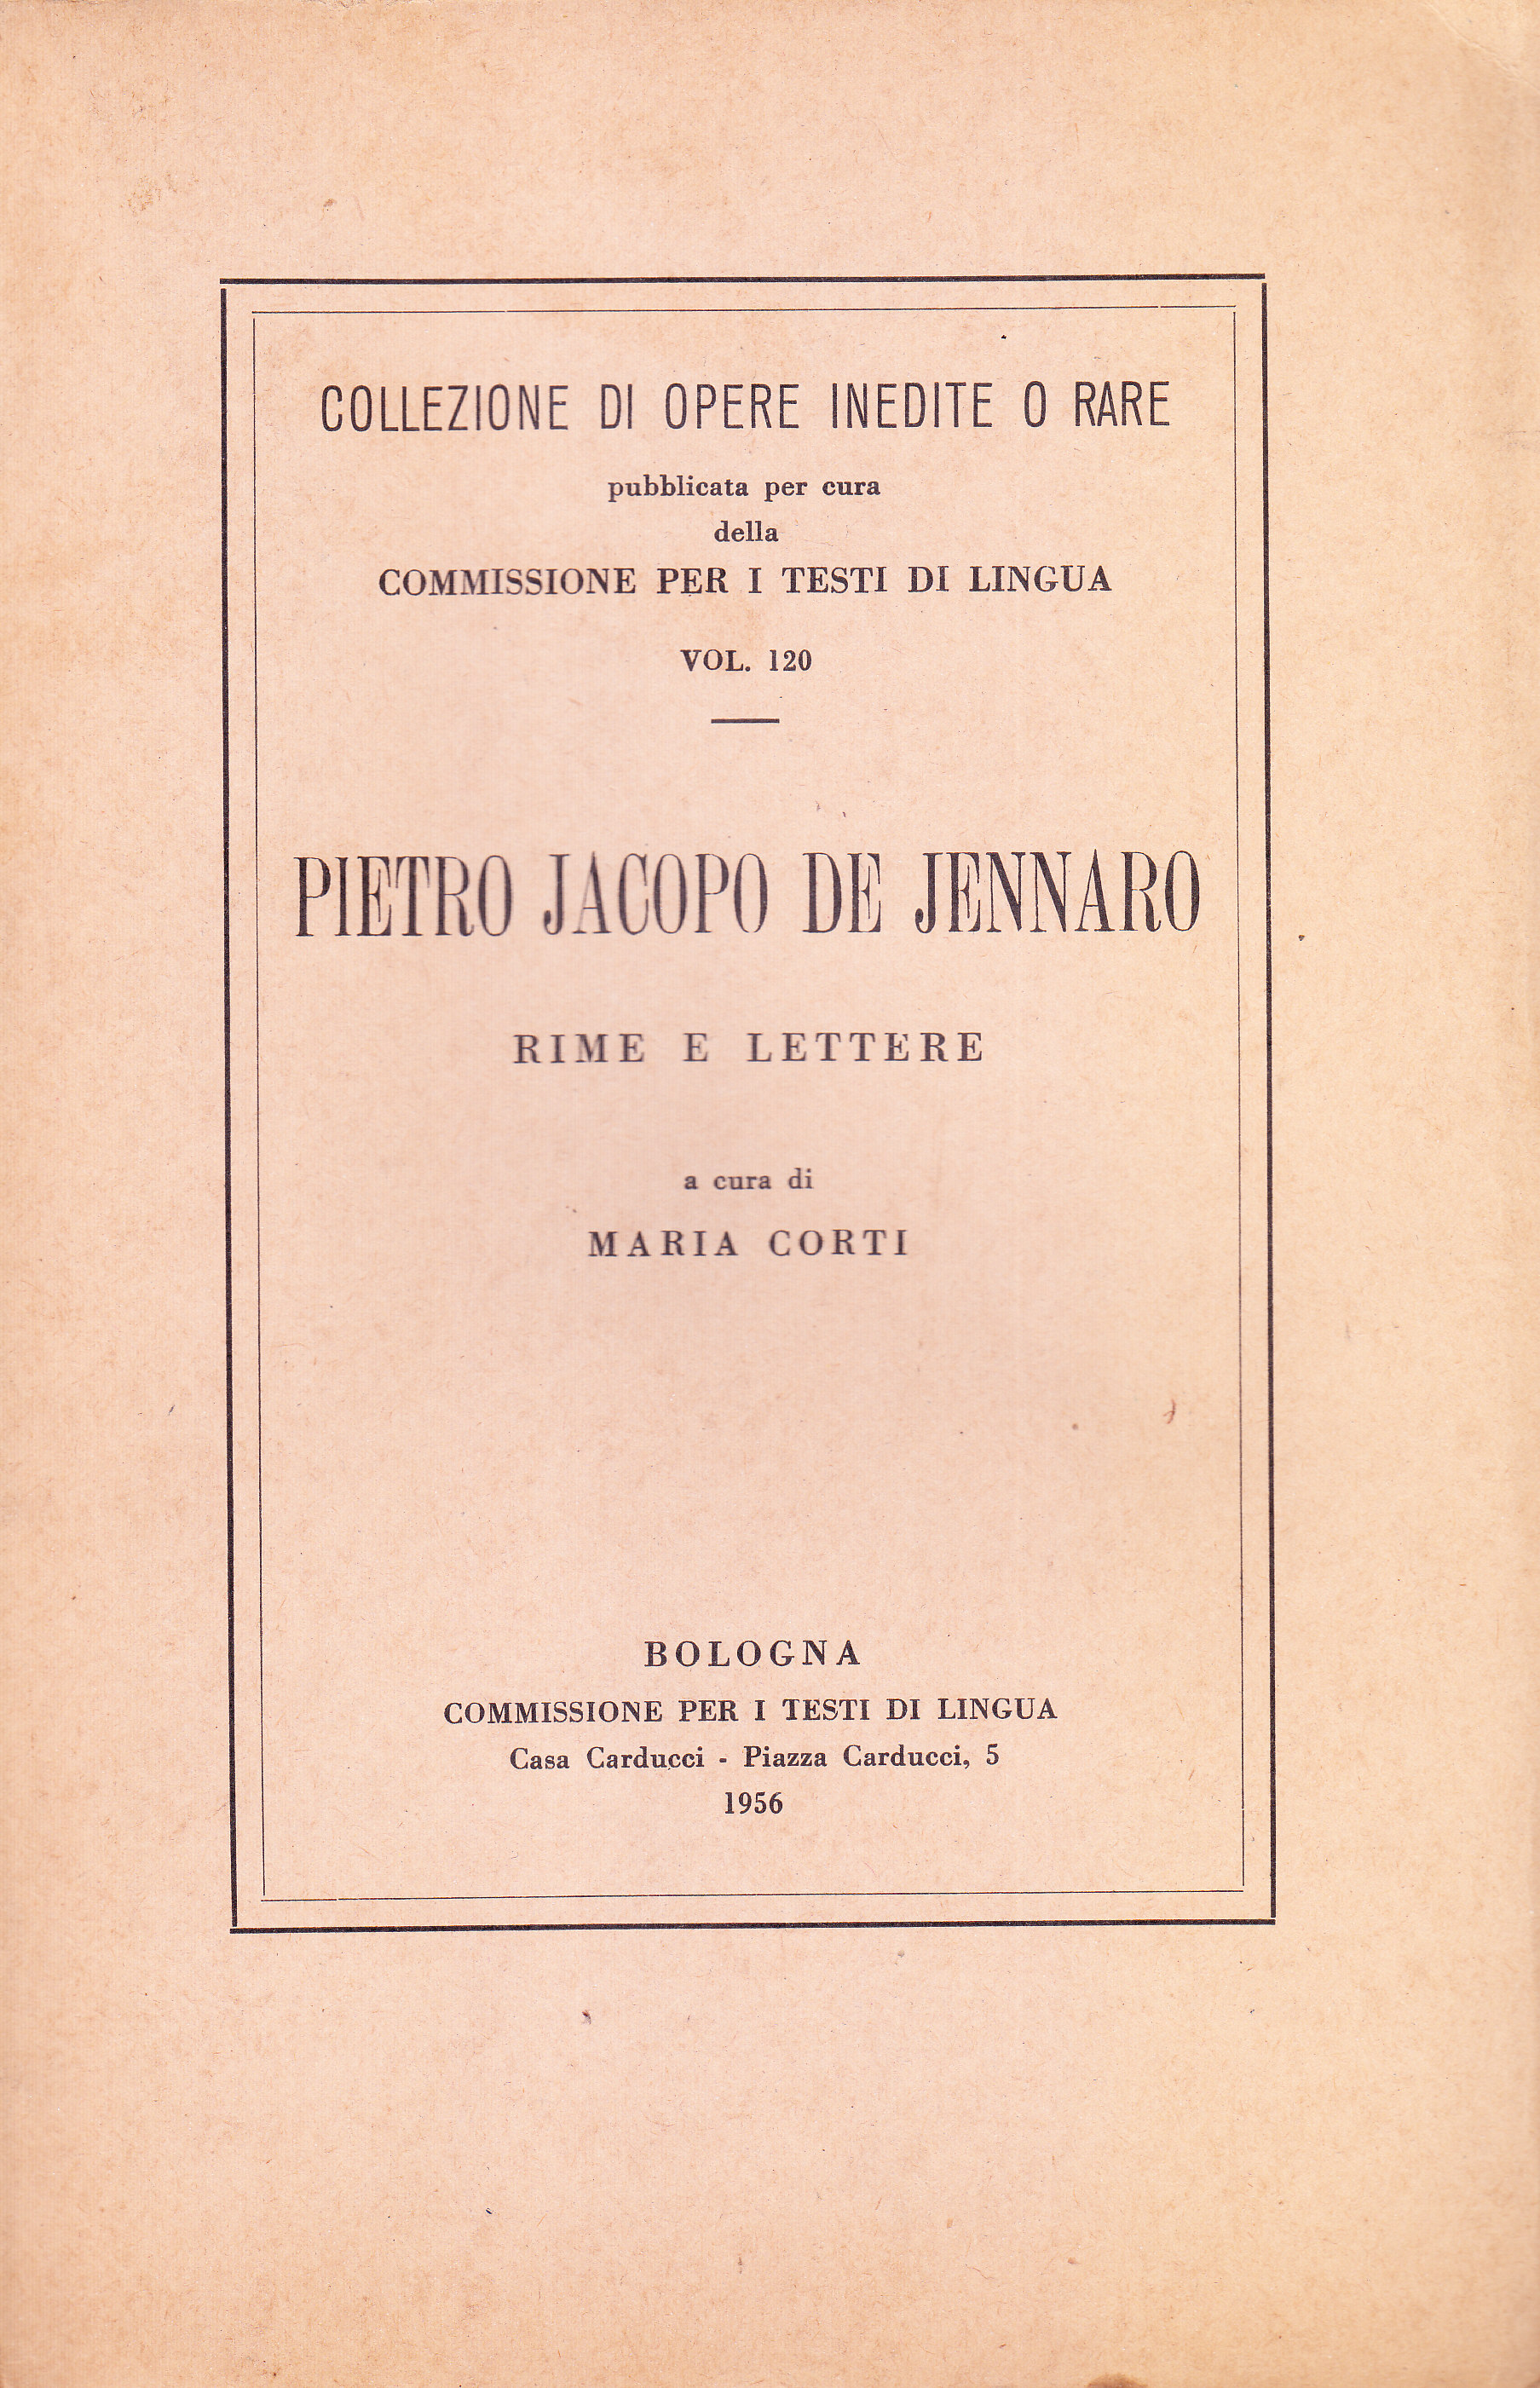 COLLEZIONE DI OPERE INEDITE O RARE
pubblicata per cura
della
COMMISSIONE PER I TESTI DI LINGUA
VOL. 120
PIETRO JACOPO DE JENNARO
RIME E LETTERE
a cura di
MARIA CORTI
BOLOGNA
COMMISSIONE PER I TESTI DI LINGUA
Casa Carducci - Piazza Carducci, 5
1956